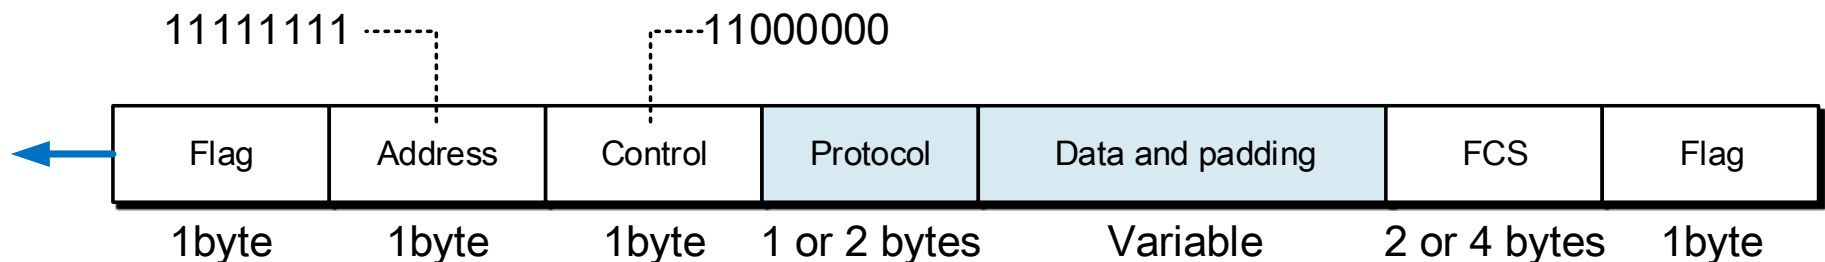 11111111 11000000
Flag Address Control Protocol Data and padding FCS Flag
1byte 1byte 1byte 1 or 2 bytes Variable 2 or 4 bytes 1byte